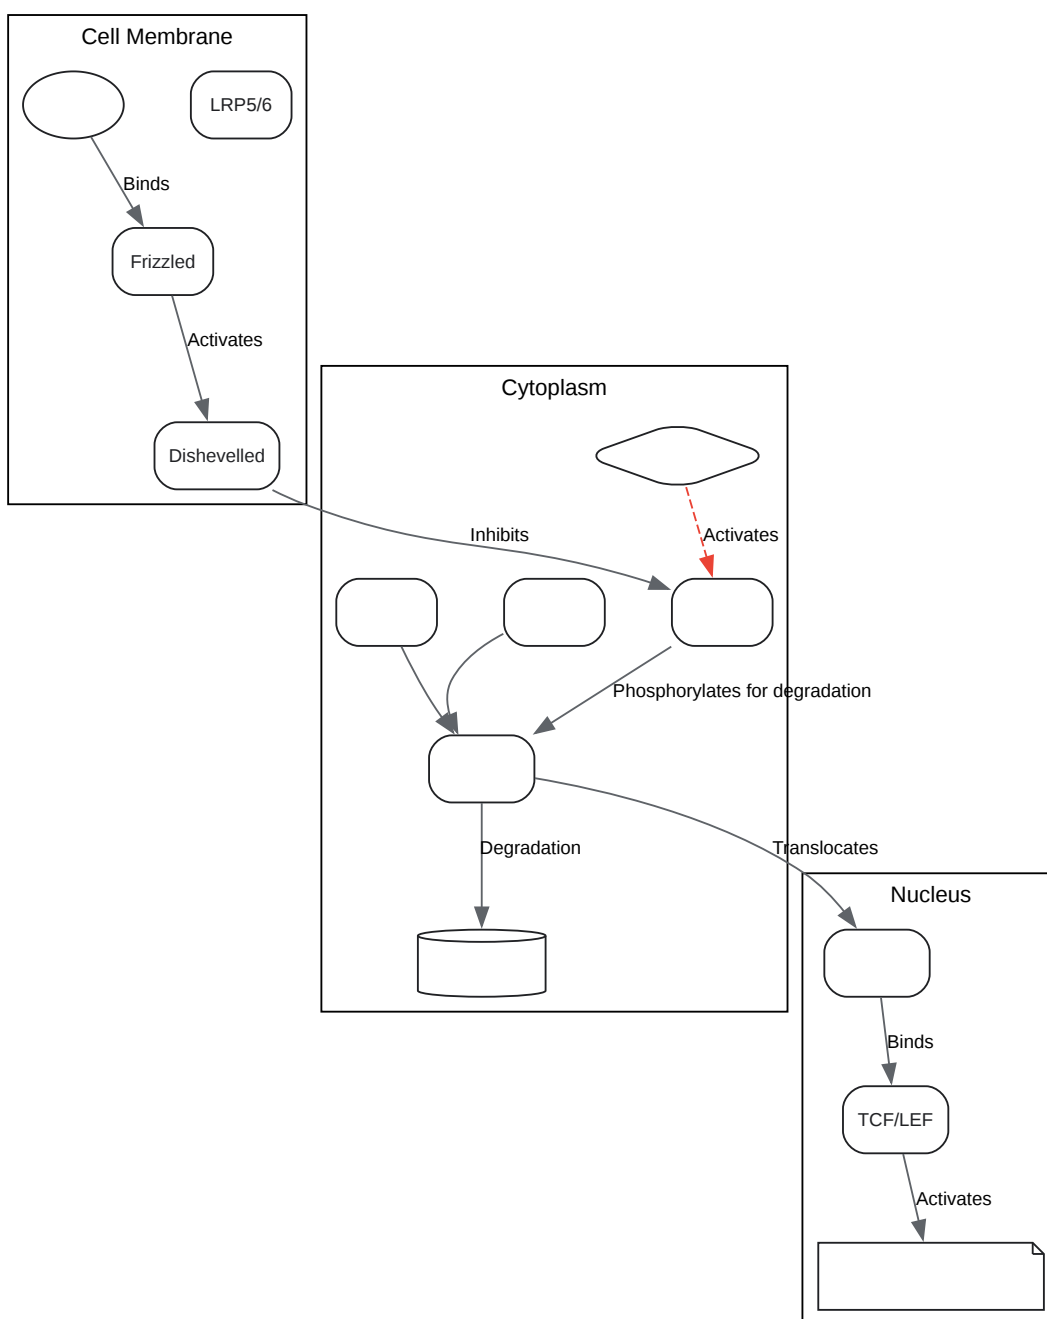 Cell Membrane
LRP5/6
Binds
Frizzled
Activates
Cytoplasm
Dishevelled
Inhibits
Activates
Phosphorylates for degradation
Degradation
Translocates
Nucleus
Binds
TCF/LEF
Activates